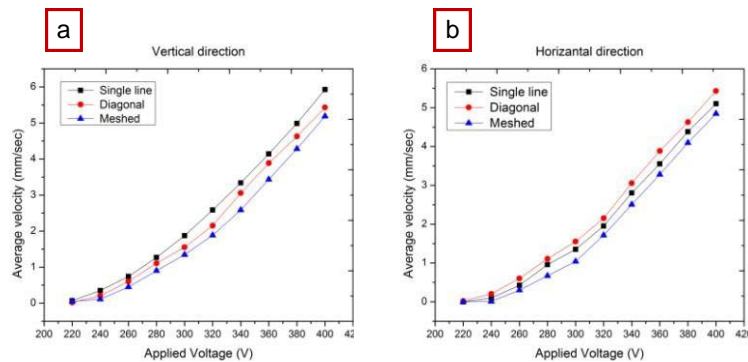 a
Vertical direction
Single line
Diagonal
Meshed
Average velocity (mm/sec)
6
5
4
3
2
1
0
200 220 240 260 280 300 320 340 360 380 400 42
Applied Voltage (V)
b
Horizantal direction
Single line
Diagonal
Meshed
Average velocity (mm/sec)
6
5
4
3
2
1
0
200 220 240 260 280 300 320 340 360 380 400 42
Applied Voltage (V)